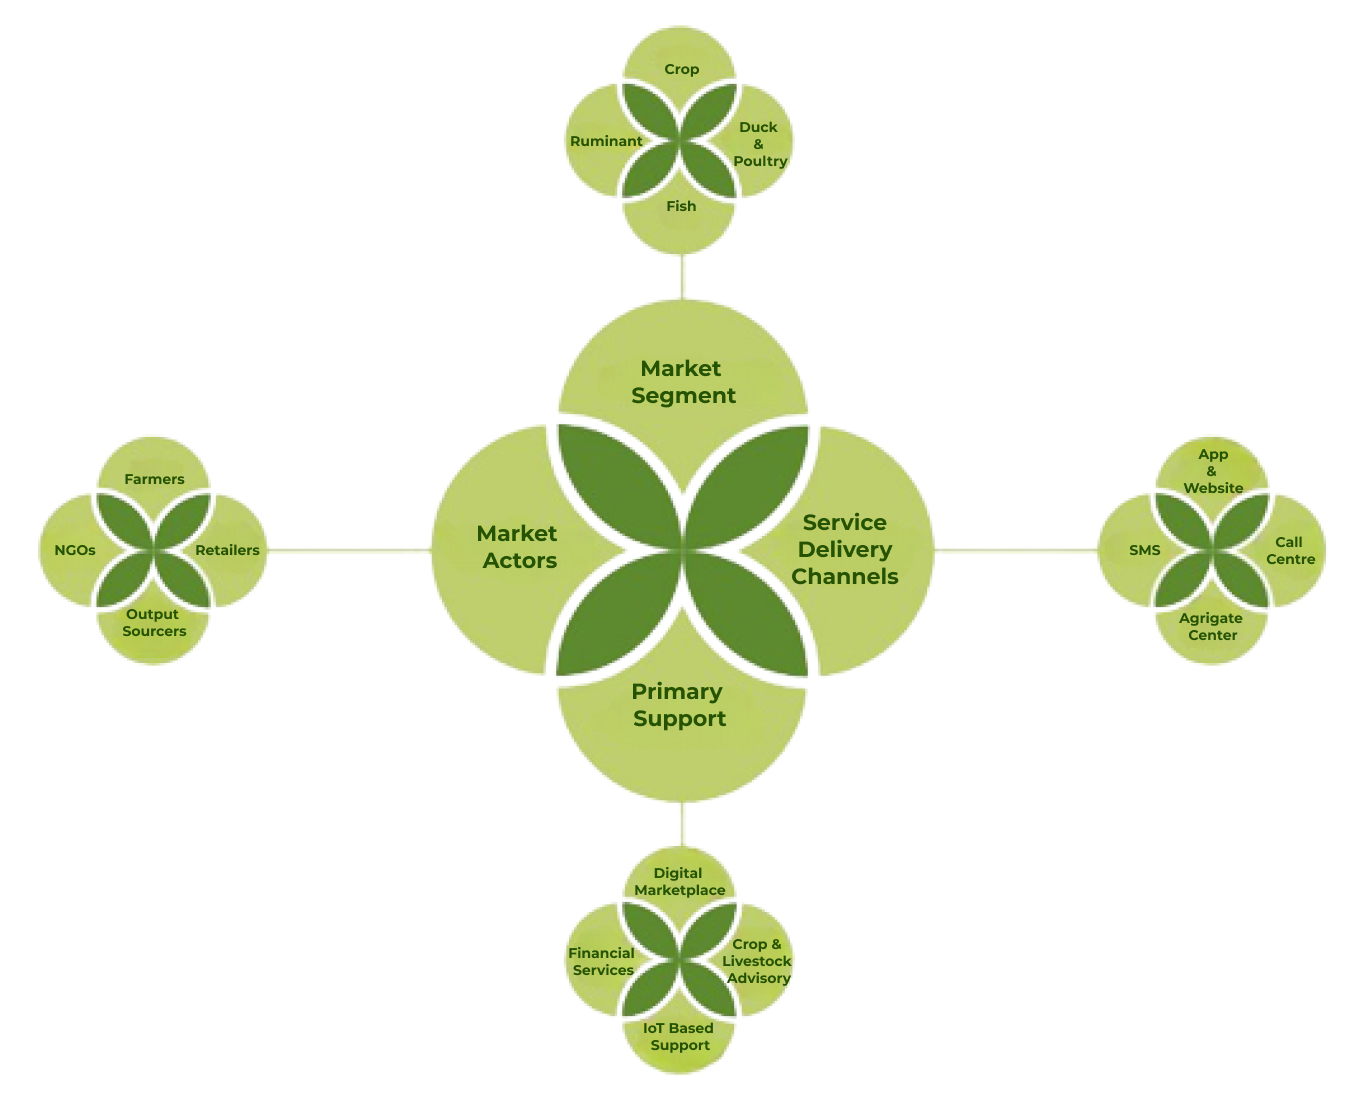 Crop
Ruminant
Duck
&
Poultry
Fish
Market
Segment
Market
Actors
Service
Delivery
Channels
Primary
Support
Farmers
NGOs
Retailers
Output
Sourcers
App
&
Website
SMS
Call
Centre
Agrigate
Center
Digital
Marketplace
Financial
Services
Crop &
Livestock
Advisory
IoT Based
Support